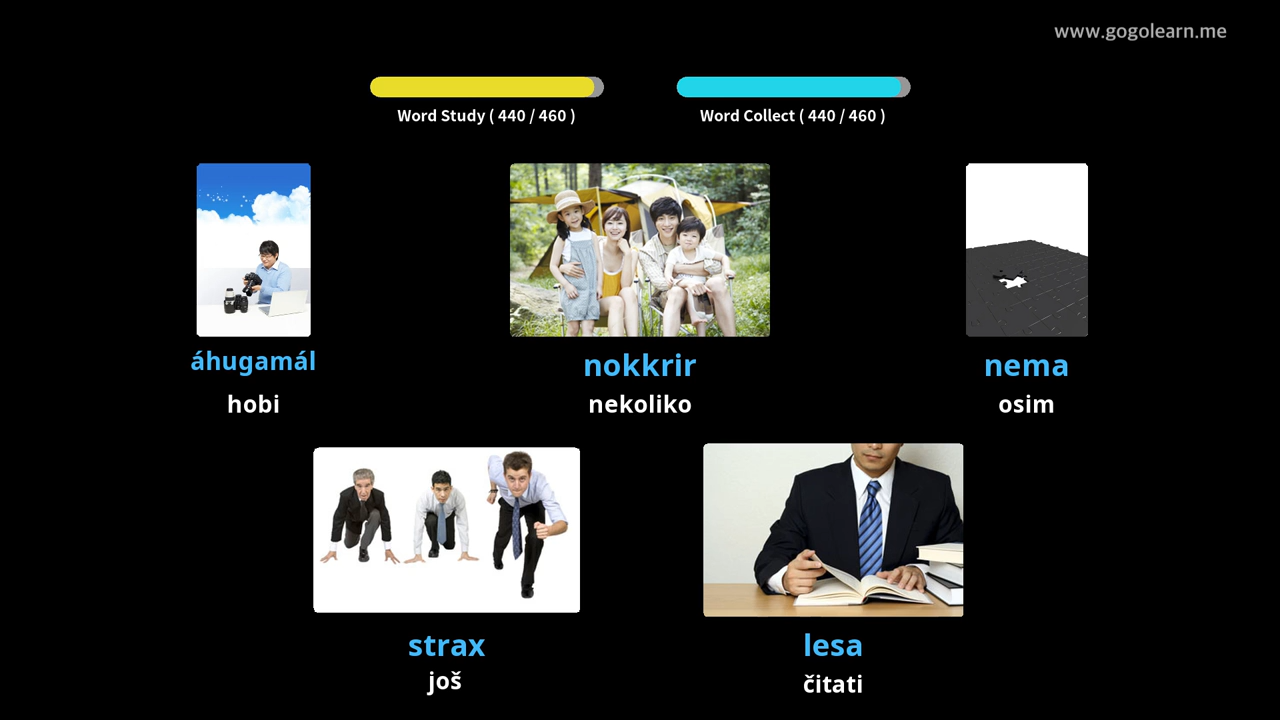 www.gogolearn.me
Word Study ( 440 / 460 )
Word Collect ( 440 / 460 )
áhugamál
hobi
nokkrir
nekoliko
nema
osim
strax
još
lesa
čitati